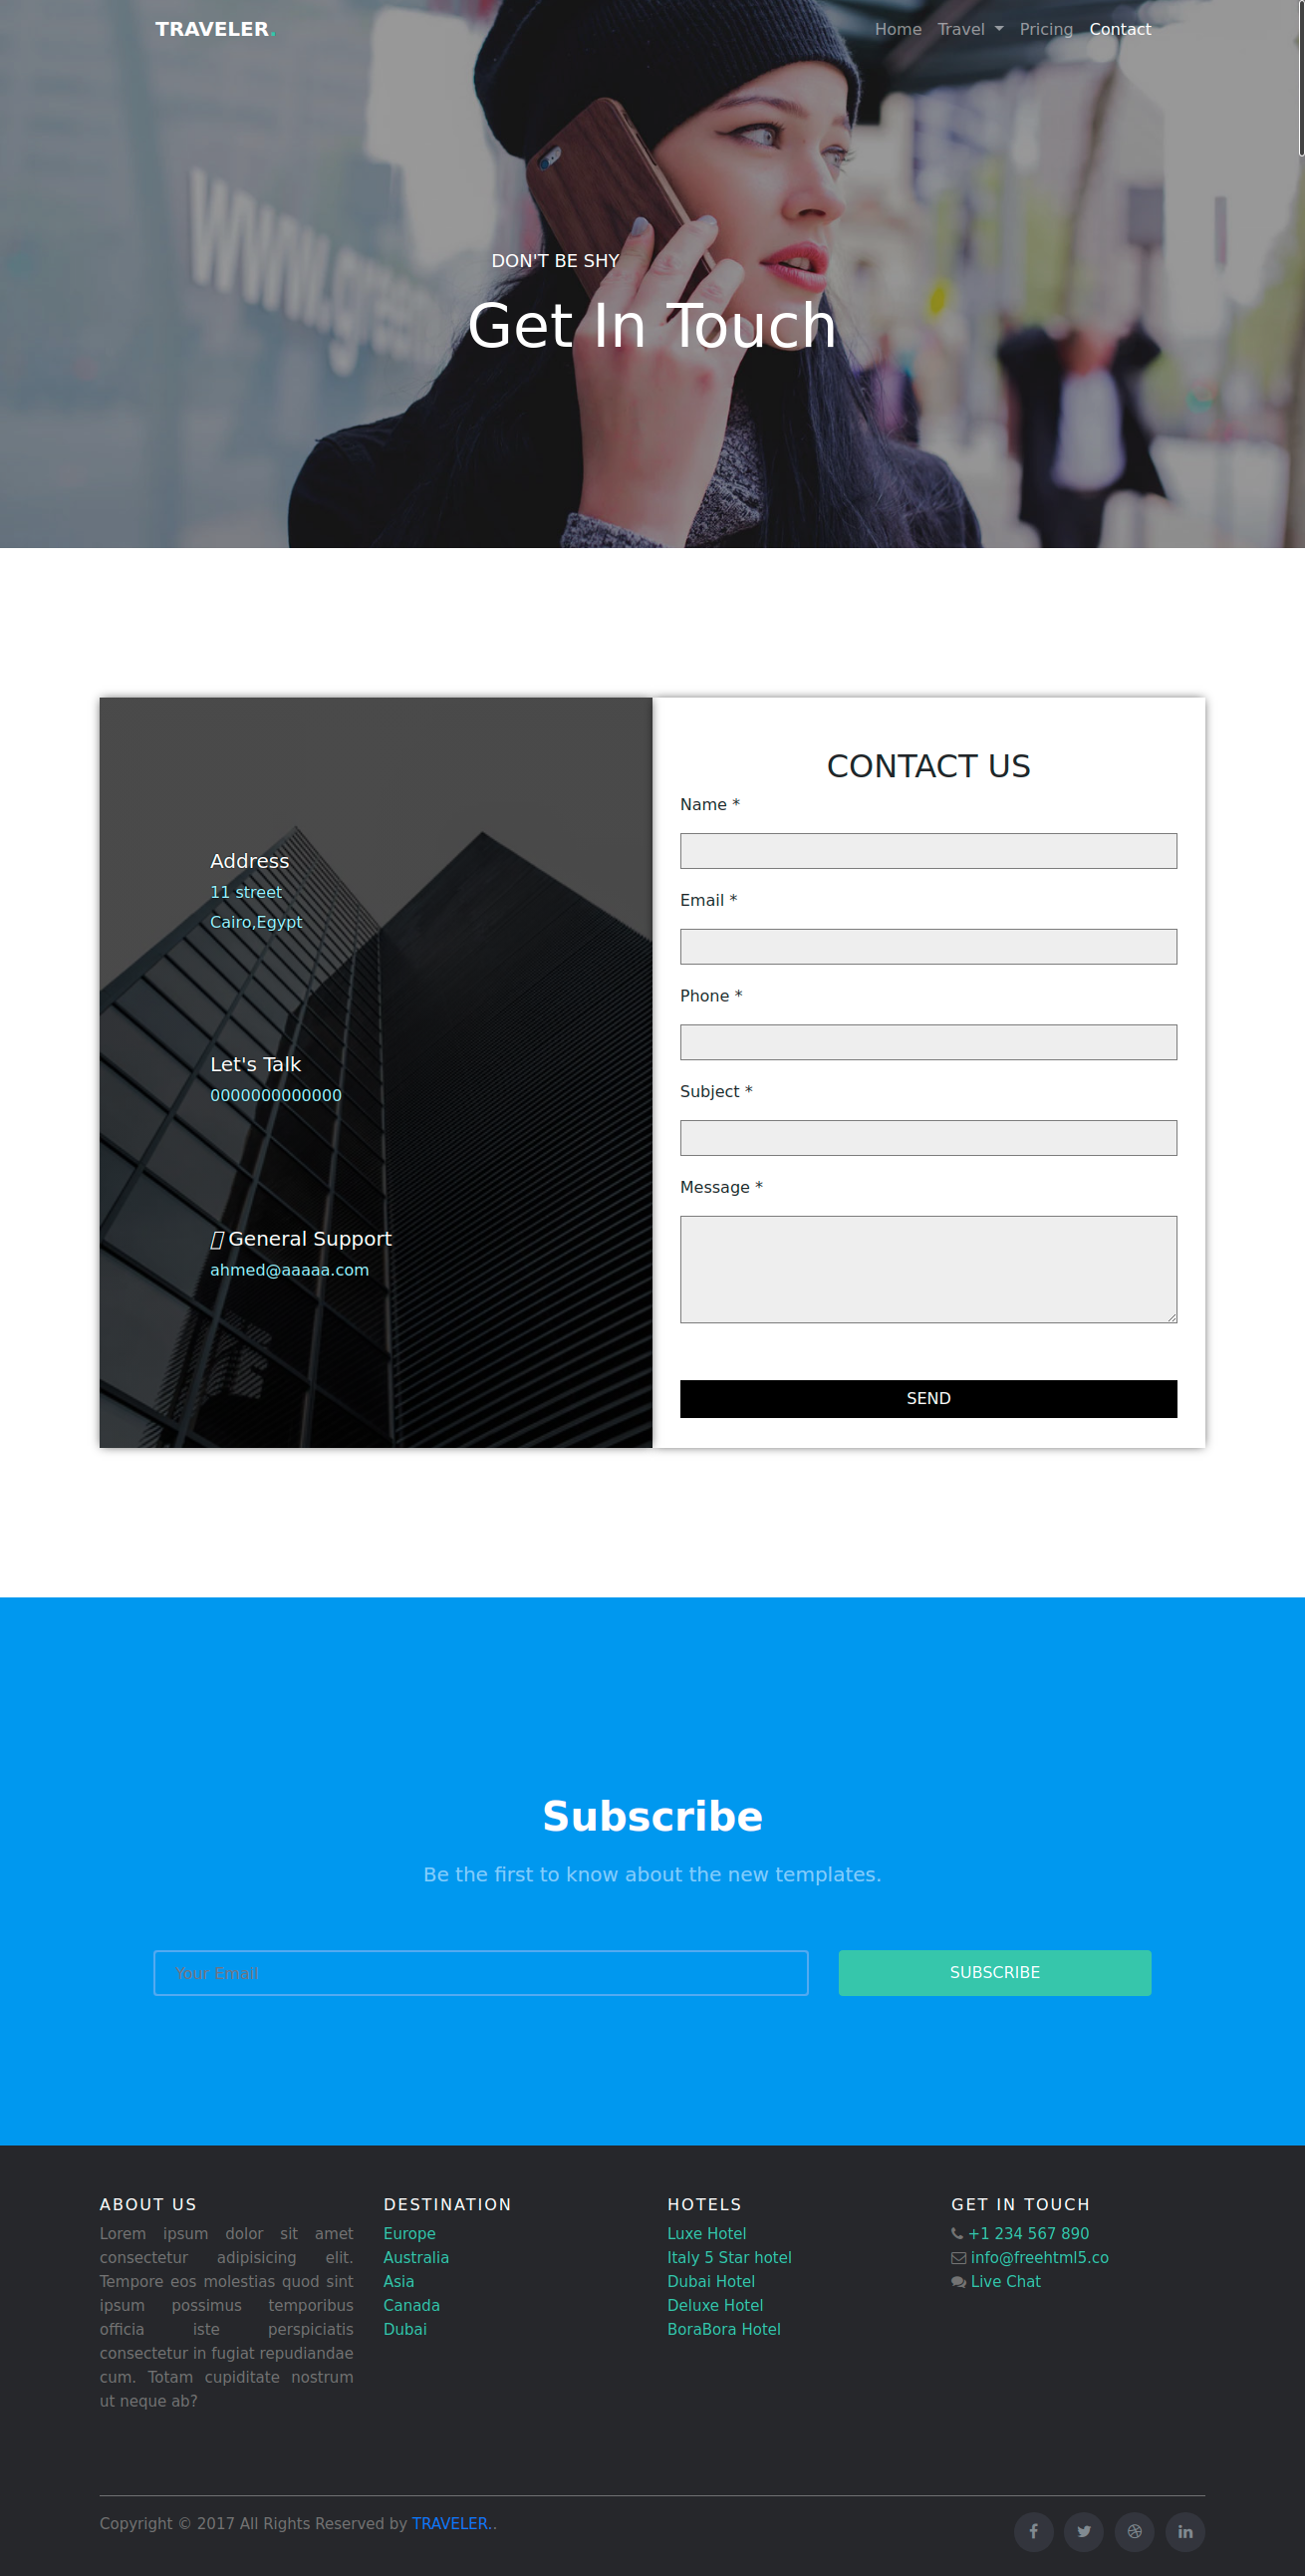 TRAVELER.
Home Travel Pricing Contact
www.ge
DON'T BE SHY
Get In Touch
CONTACT US
Address
11 street
Cairo,Egypt
Let's Talk
0000000000000
General Support
ahmed@aaaaa.com
Name *
Email *
Phone *
Subject *
Message *
SEND
Subscribe
Be the first to know about the new templates.
Your Email
SUBSCRIBE
ABOUT US
Lorem ipsum dolor sit amet
consectetur adipisicing elit.
Tempore eos molestias quod sint
ipsum possimus temporibus
officia iste perspiciatis
consectetur in fugiat repudiandae
cum. Totam cupiditate nostrum
ut neque ab?
DESTINATION
Europe
Australia
Asia
Canada
Dubai
HOTELS
Luxe Hotel
Italy 5 Star hotel
Dubai Hotel
Deluxe Hotel
BoraBora Hotel
GET IN TOUCH
+1 234 567 890
info@freehtml5.co
Live Chat
Copyright © 2017 All Rights Reserved by TRAVELER..